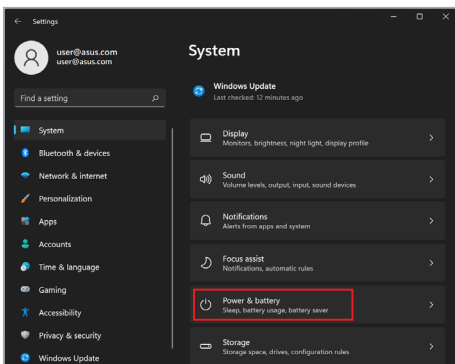 Settings
user@asus.com
user@asus.com
Find a setting
System
Bluetooth & devices
Network & internet
Personalization
Apps
Accounts
Time & language
Gaming
Accessibility
Privacy & security
Windows Update
System
Windows Update
Last checked: 12 minutes ago
Display
Monitors, brightness, night light, display profile
Sound
Volume levels, output, input, sound devices
Notifications
Alerts from apps and system
Focus assist
Notifications, automatic rules
Power & battery
Sleep, battery usage, battery saver
Storage
Storage space, drives, configuration rules